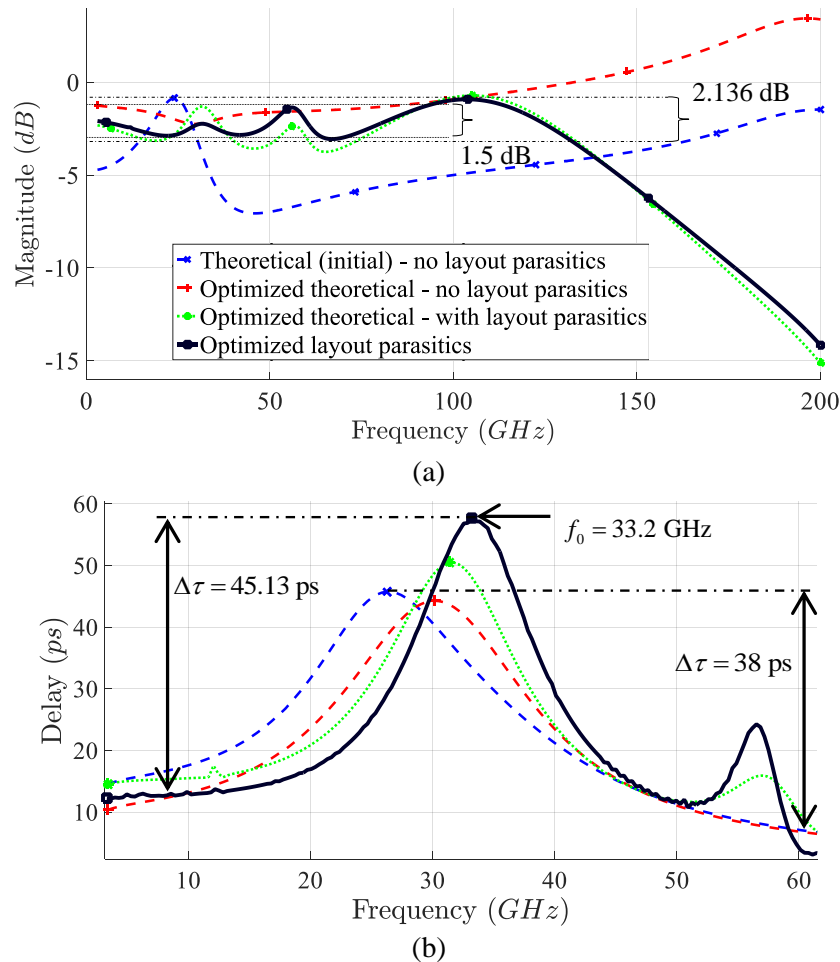 0
-5
-10
-15
Magnitude (dB)
2.136 dB
1.5 dB
Theoretical (initial) - no layout parasitics
Optimized theoretical - no layout parasitics
Optimized theoretical - with layout parasitics
Optimized layout parasitics
0 50 100 150 200
Frequency (GHz)
(a)
60
50
40
30
20
10
Delay (ps)
f₀ = 33.2 GHz
Δτ = 45.13 ps
Δτ = 38 ps
10 20 30 40 50 60
Frequency (GHz)
(b)